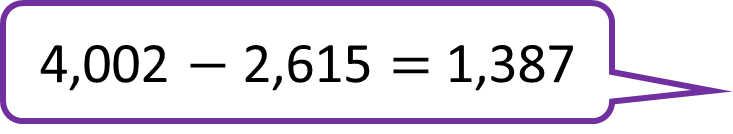 4,002 − 2,615 = 1,387